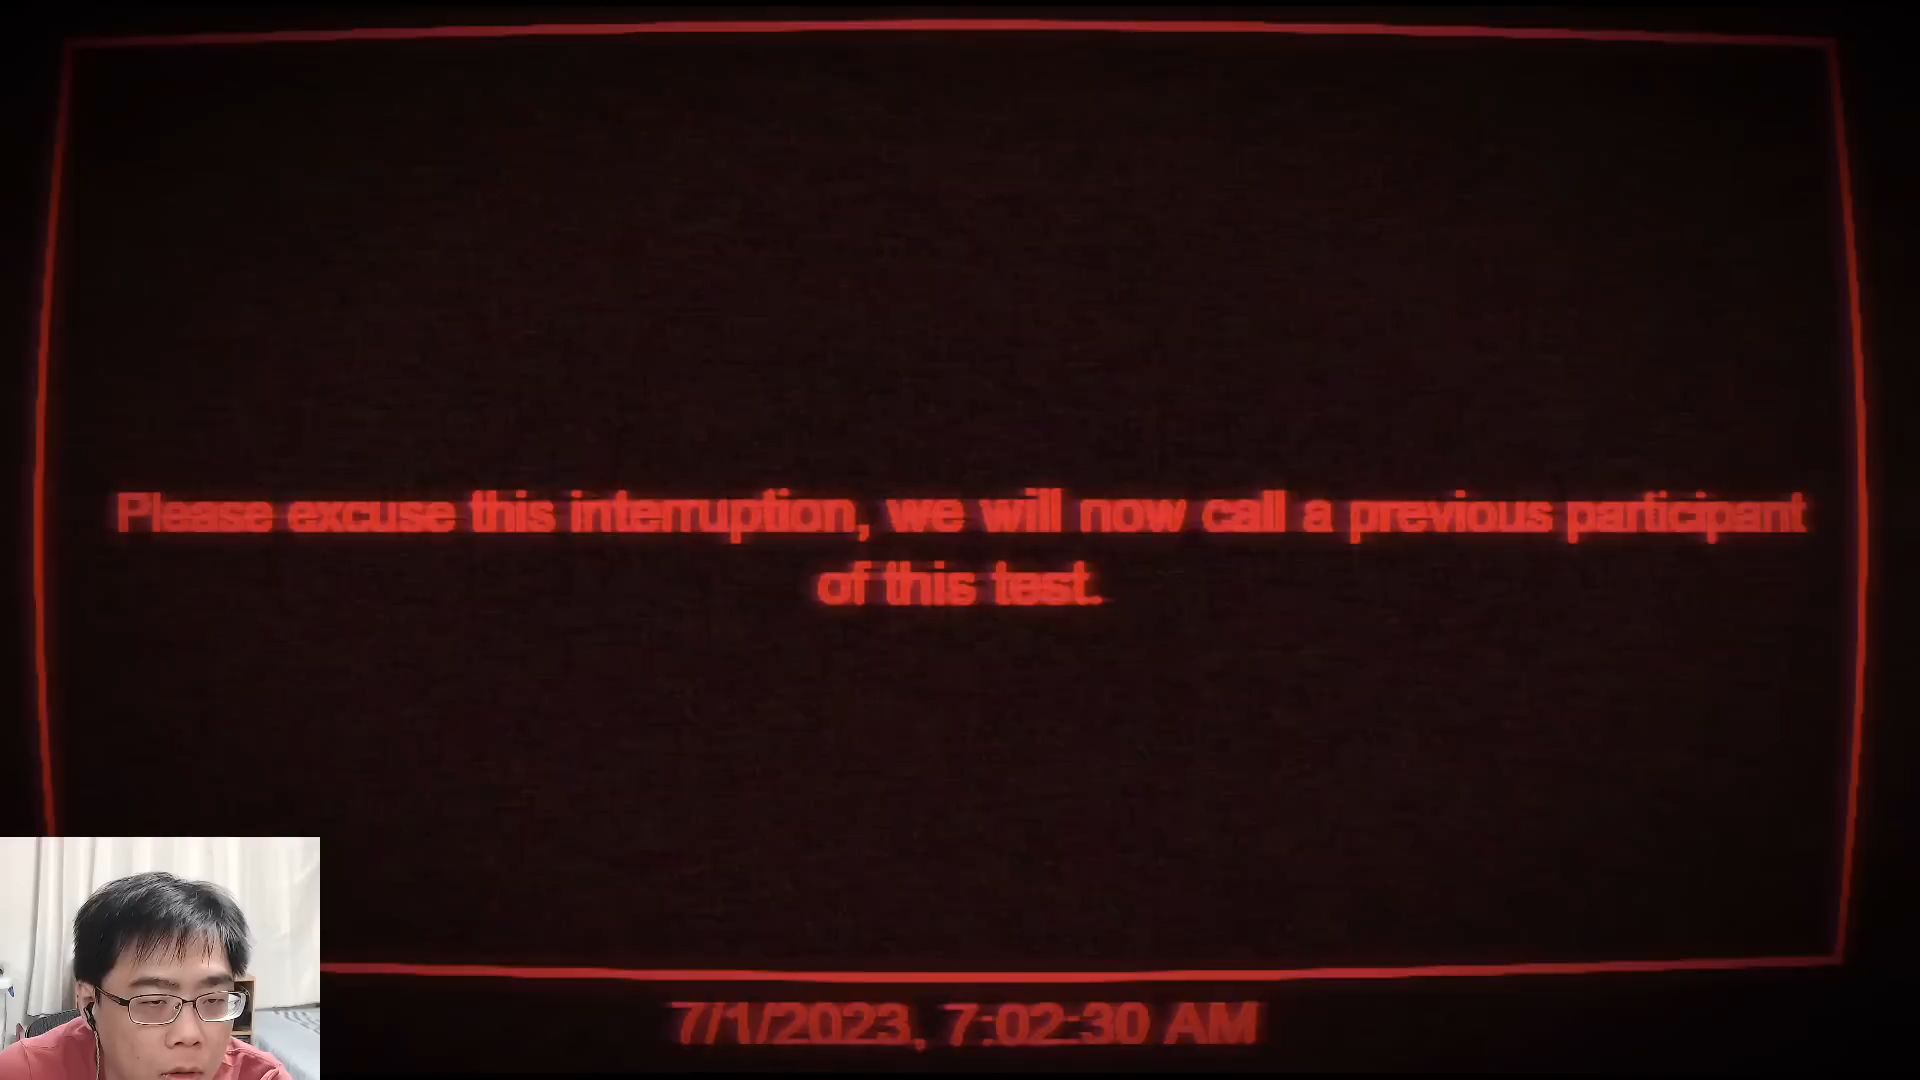 Please excuse this interruption, we will now call a previous participant
of this test.
7/1/2023, 7:02:30 AM